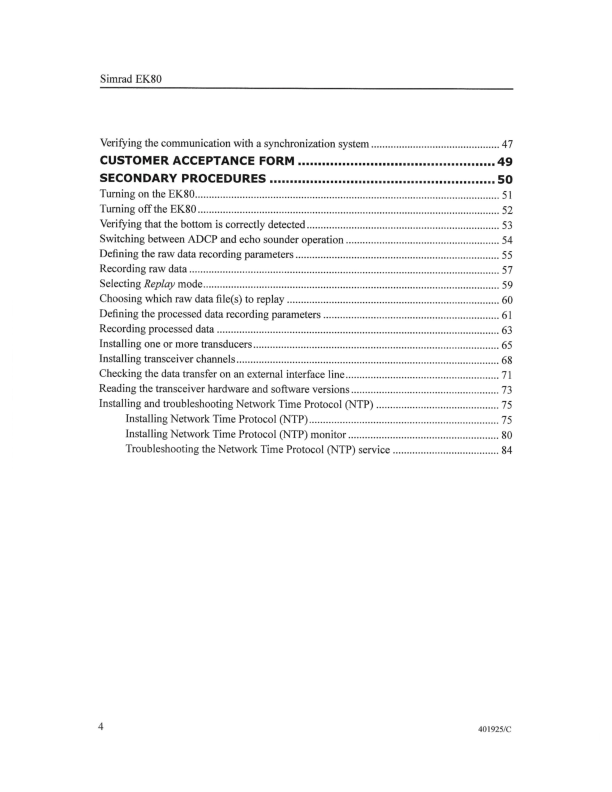 Simrad EK80
Verifying the communication with a synchronization system ............................................. 47
CUSTOMER ACCEPTANCE FORM ................................................. 49
SECONDARY PROCEDURES ........................................................ 50
Turning on the EK80............................................................................................................ 51
Turning off the EK80........................................................................................................... 52
Verifying that the bottom is correctly detected.................................................................... 53
Switching between ADCP and echo sounder operation ...................................................... 54
Defining the raw data recording parameters........................................................................ 55
Recording raw data .............................................................................................................. 57
Selecting Replay mode......................................................................................................... 59
Choosing which raw data file(s) to replay ........................................................................... 60
Defining the processed data recording parameters .............................................................. 61
Recording processed data .................................................................................................... 63
Installing one or more transducers....................................................................................... 65
Installing transceiver channels............................................................................................. 68
Checking the data transfer on an external interface line...................................................... 71
Reading the transceiver hardware and software versions.................................................... 73
Installing and troubleshooting Network Time Protocol (NTP) ........................................... 75
Installing Network Time Protocol (NTP)................................................................... 75
Installing Network Time Protocol (NTP) monitor ..................................................... 80
Troubleshooting the Network Time Protocol (NTP) service ...................................... 84
4
401925/C